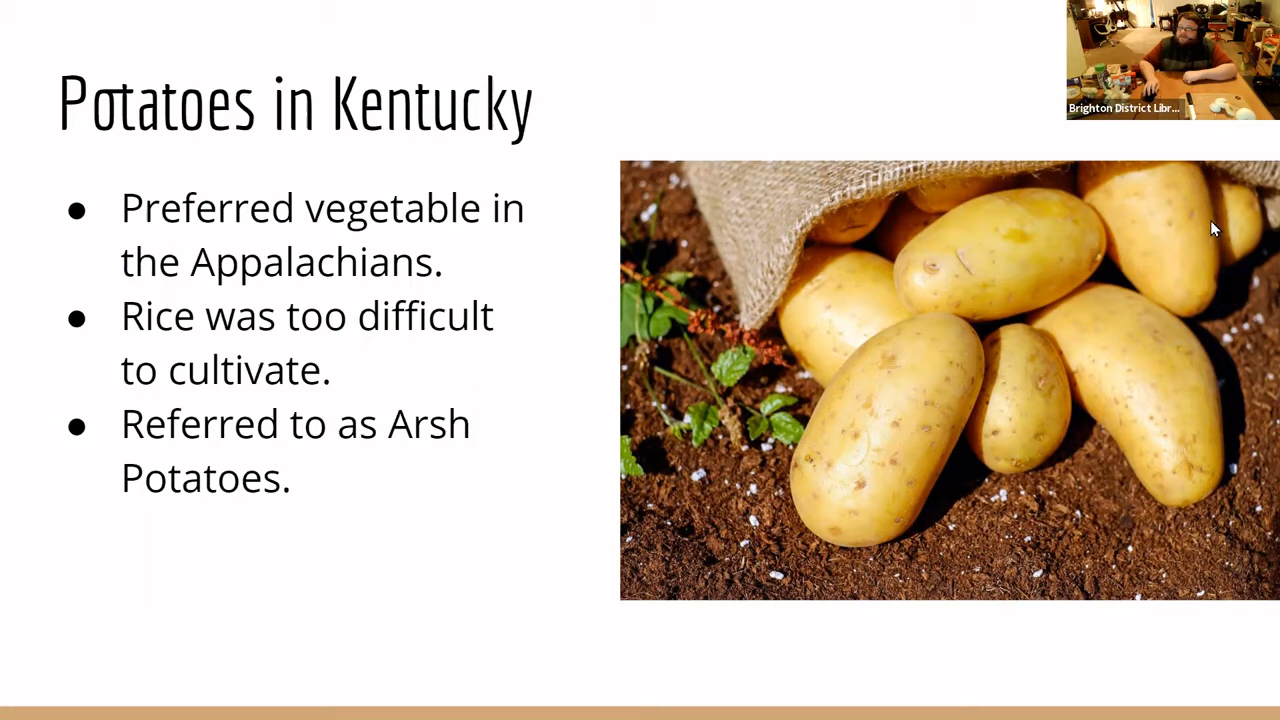 Potatoes in Kentucky
Brighton District Libr...
● Preferred vegetable in
the Appalachians.
● Rice was too difficult
to cultivate.
● Referred to as Arsh
Potatoes.